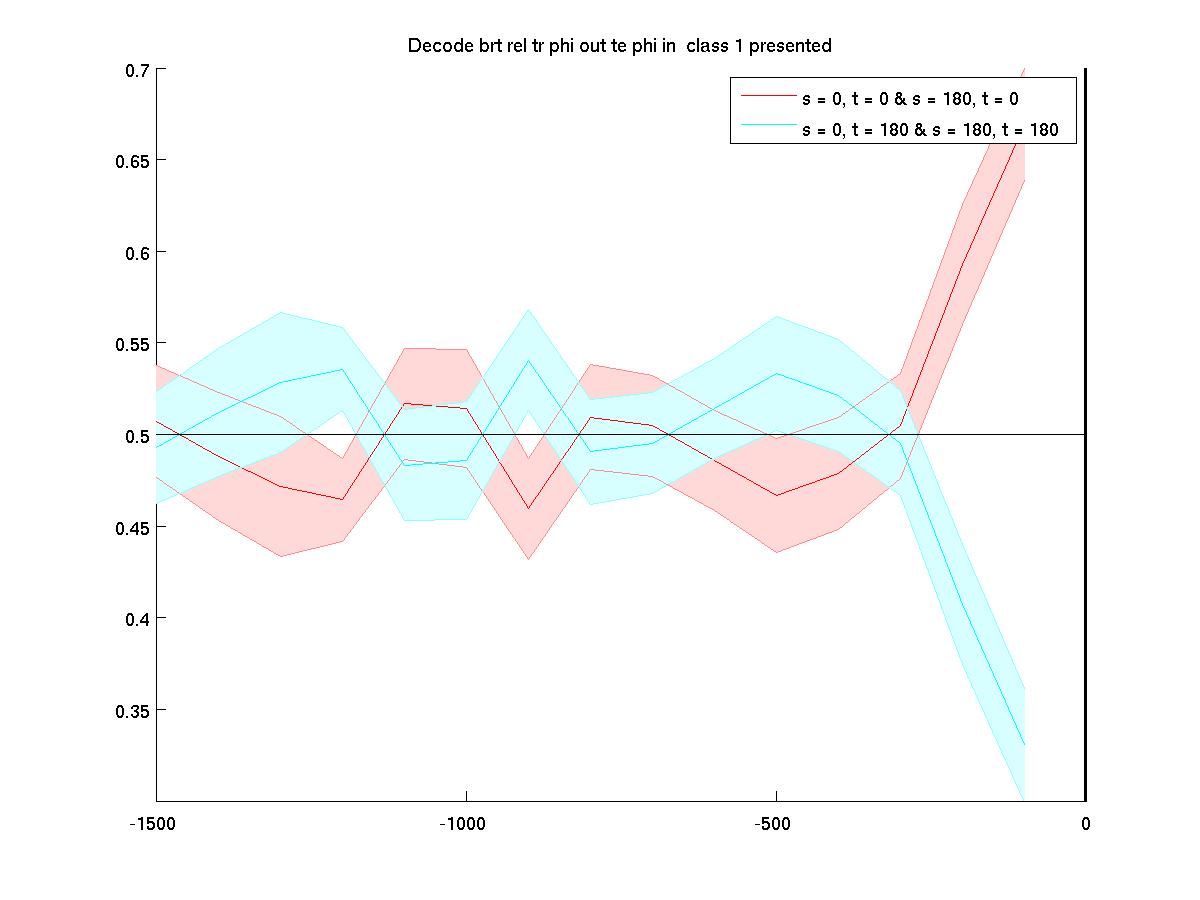 Decode brt rel tr phi out te phi in  class 1 presented
s = 0, t = 0 & s = 180, t = 0
s = 0, t = 180 & s = 180, t = 180
0.7
0.65
0.6
0.55
0.5
0.45
0.4
0.35
-1500 -1000 -500 0